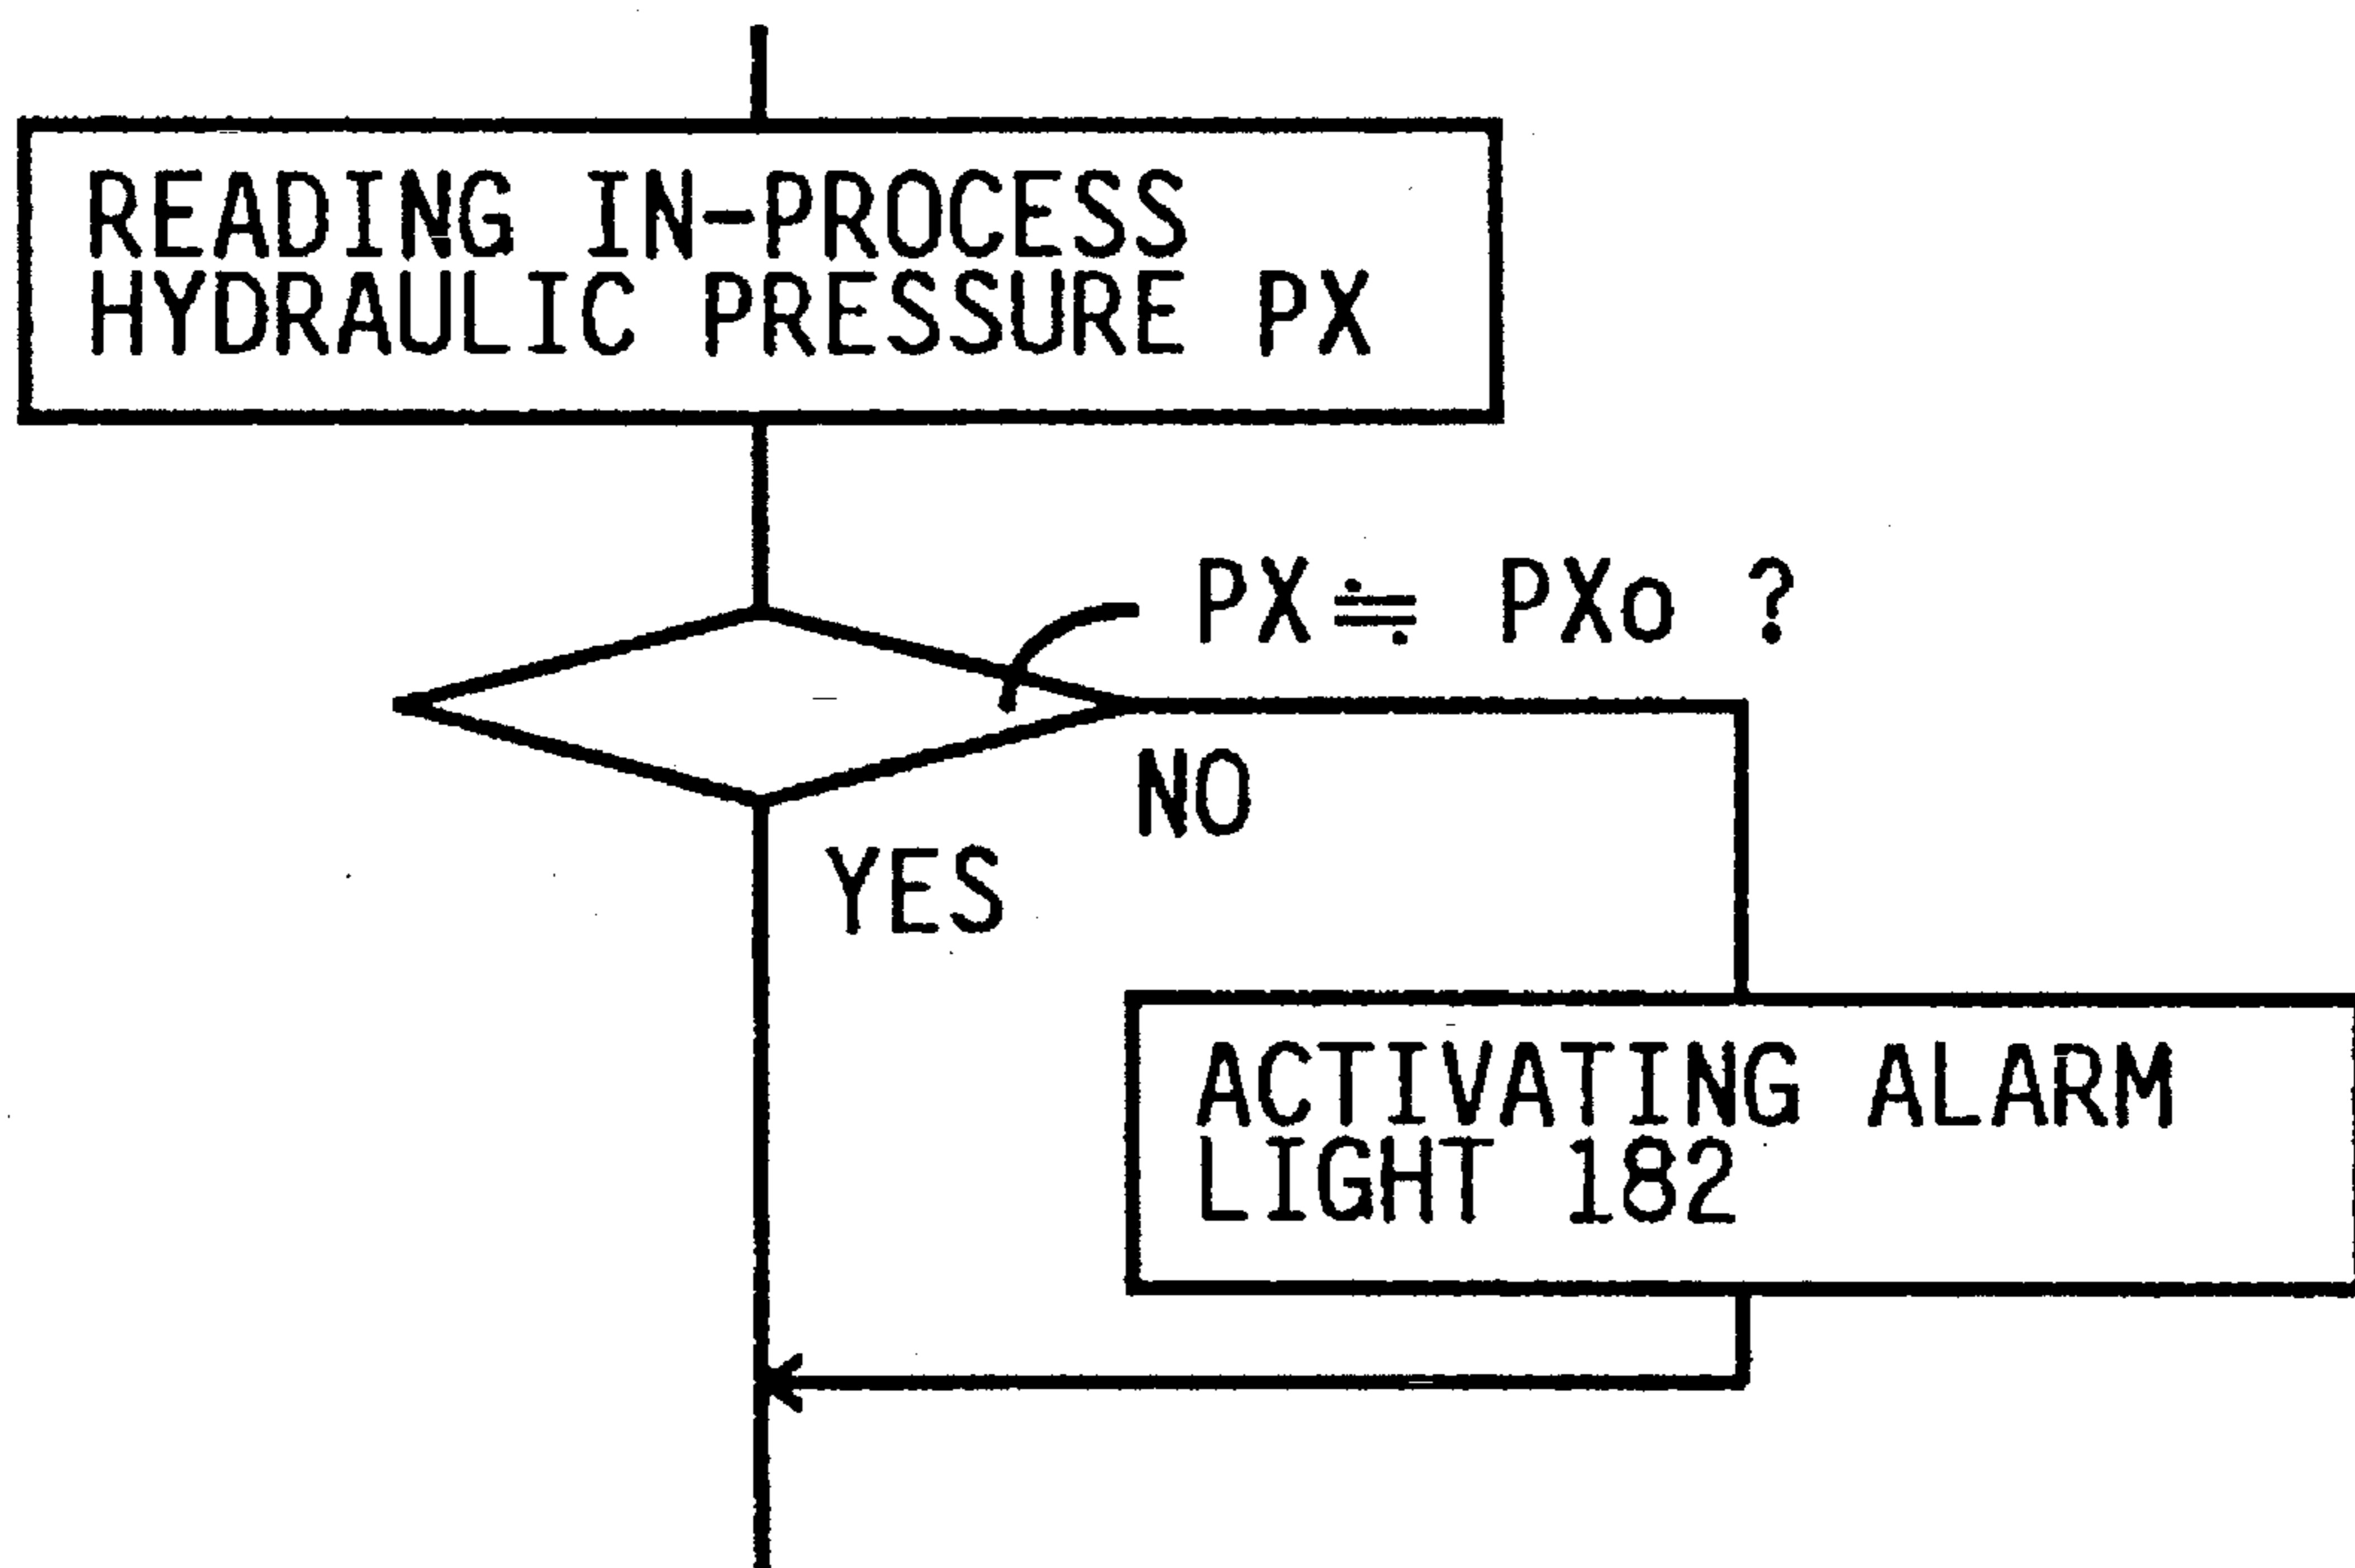 READING IN-PROCESS
HYDRAULIC PRESSURE PX
PX≒ PXo ?
NO
YES
ACTIVATING ALARM
LIGHT 182